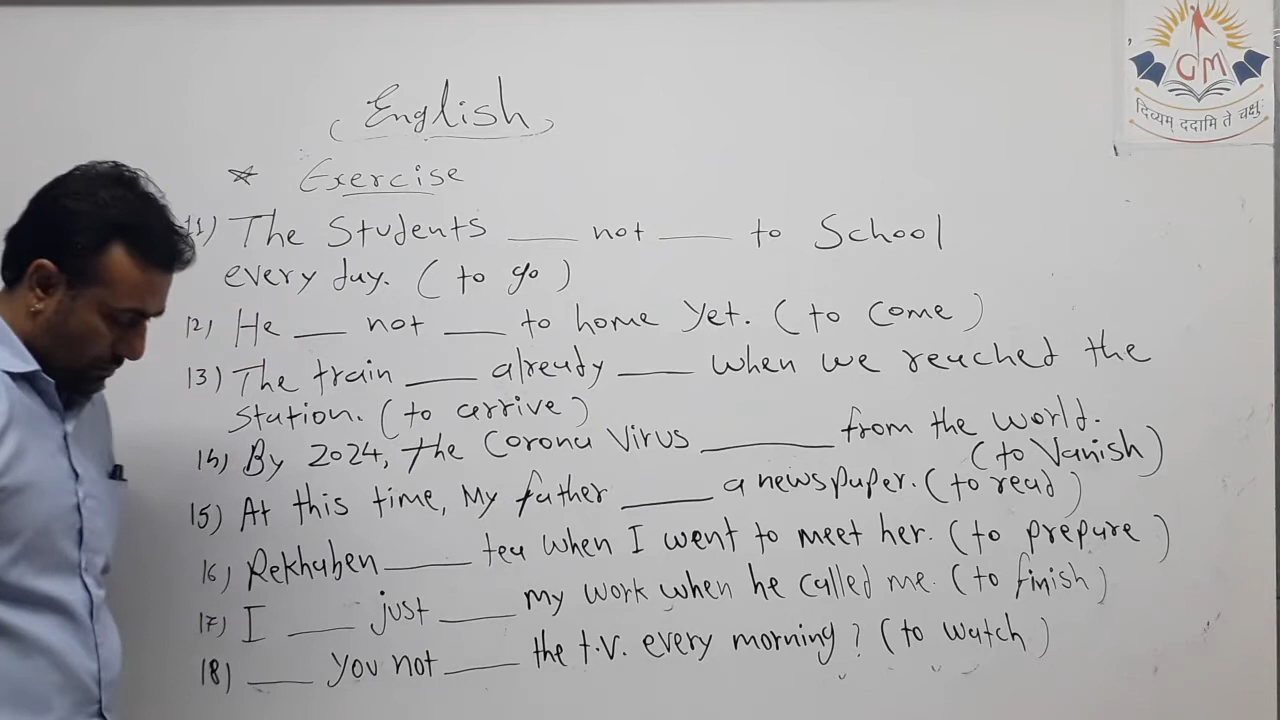 GM
दिव्यम् ददामि ते चक्षुः
English
* Exercise
11) The Students ___ not ___ to School
every day. (to go)
12) He ___ not ___ to home yet. (to come)
13) The train ___ already ___ when we reached the
Station. (to arrive)
14) By 2024, the Corona Virus ______ from the world.
(to Vanish)
15) At this time, My father ____ a newspaper. (to read)
16) Rekhaben ____ tea when I went to meet her. (to prepare)
17) I ___ just ___ my work when he called me. (to finish)
18) ___ you not ___ the t.v. every morning? (to watch)